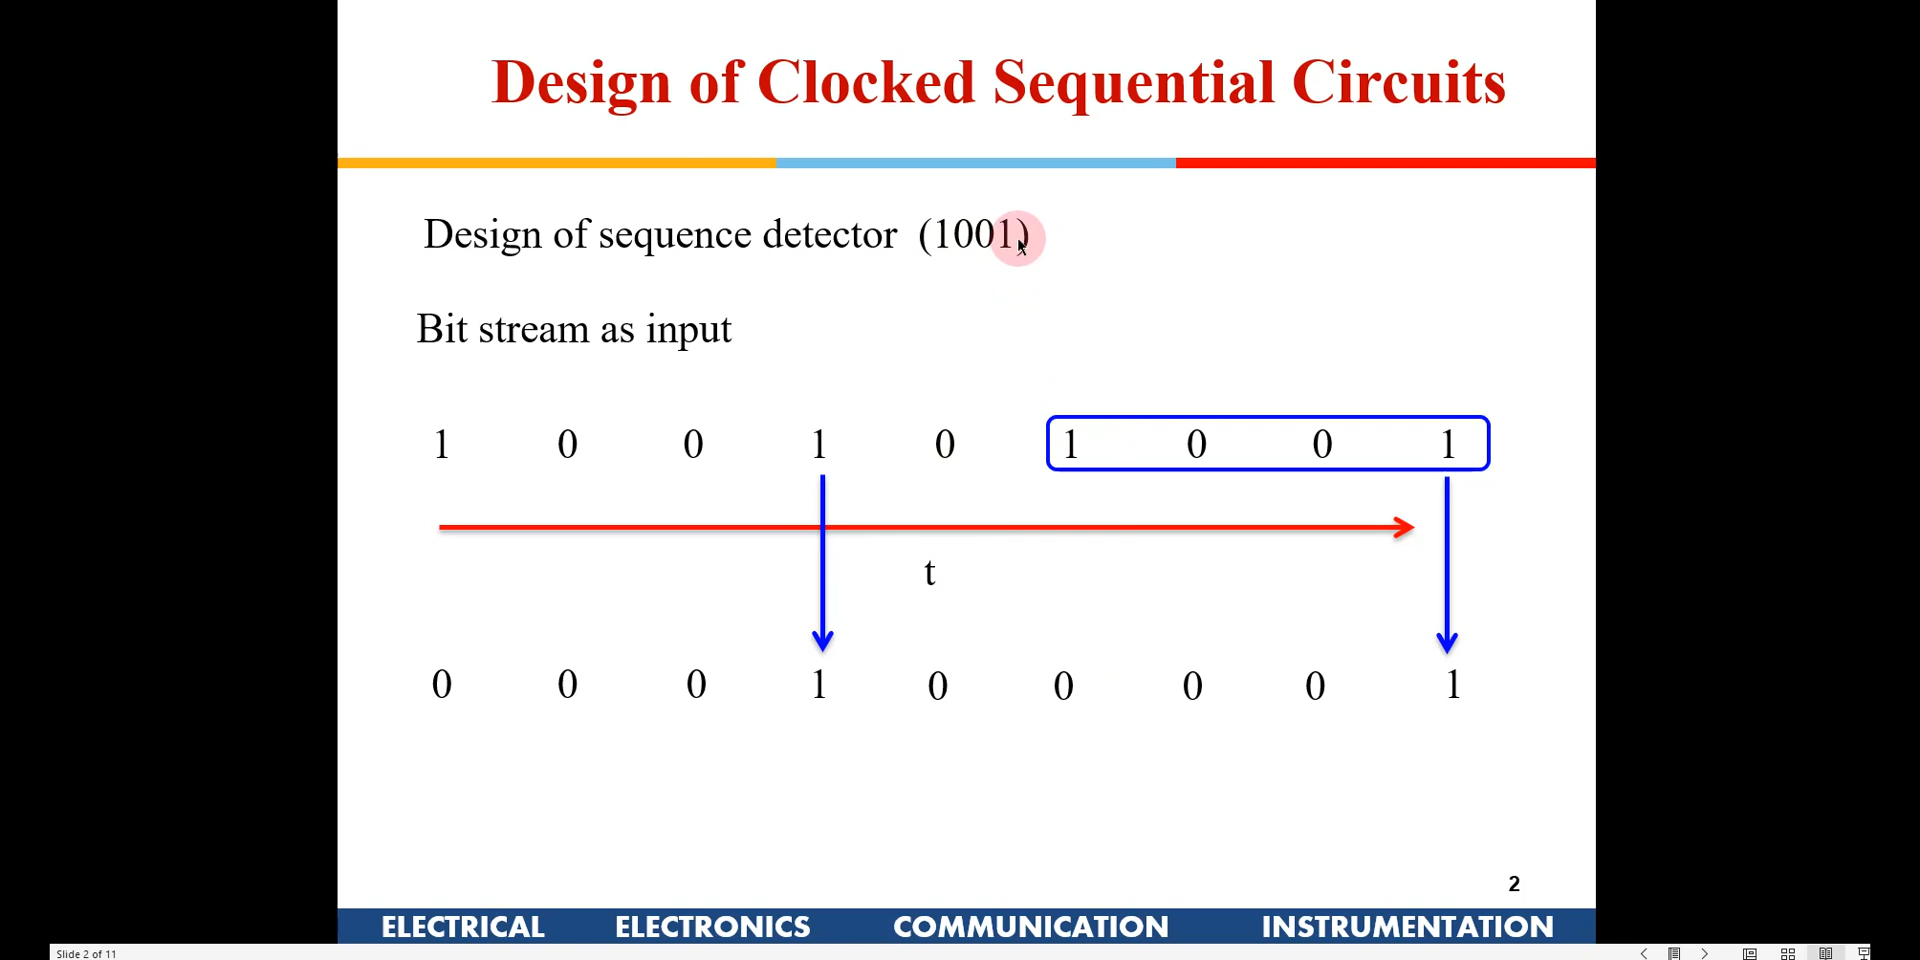 Design of Clocked Sequential Circuits
Design of sequence detector (1001)
Bit stream as input
1 0 0 1 0 1 0 0 1
t
0 0 0 1 0 0 0 0 1
2
ELECTRICAL ELECTRONICS COMMUNICATION INSTRUMENTATION
Slide 2 of 11